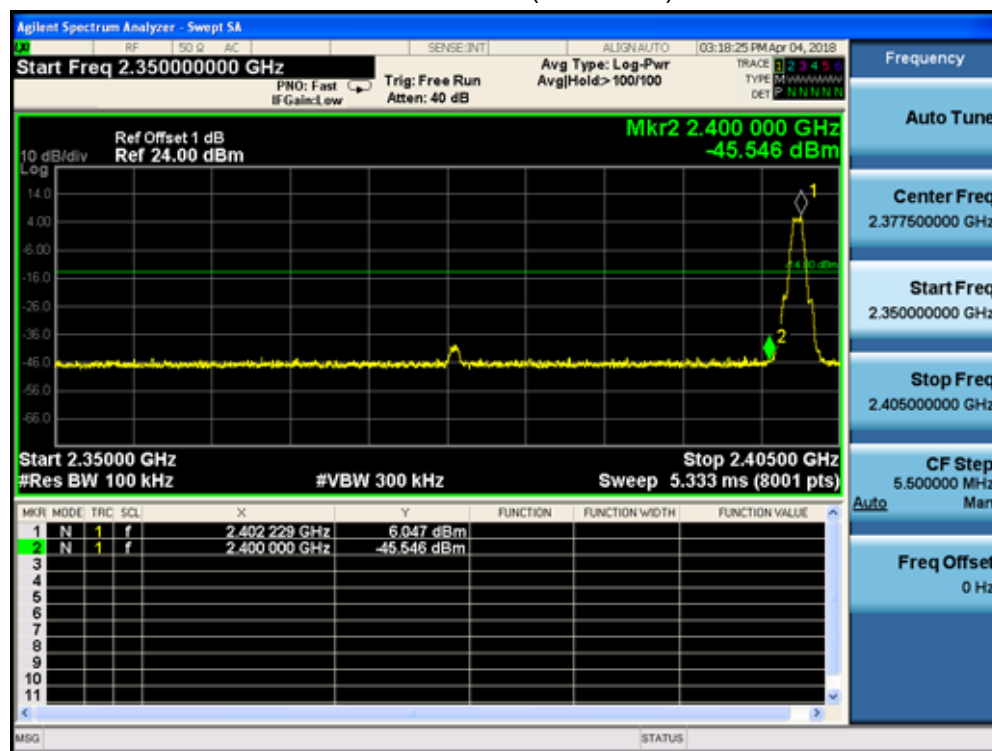 Agilent Spectrum Analyzer - Swept SA
RF 50 Ω AC SENSE:INT ALIGNAUTO 03:18:25 PM Apr 04, 2018
Start Freq 2.350000000 GHz
PNO: Fast
IFGain:Low
Trig: Free Run
Atten: 40 dB
Avg Type: Log-Pwr
Avg|Hold:>100/100
TRACE 1 2 3 4 5 6
TYPE M
DET P N N N N N
Ref Offset 1 dB
Ref 24.00 dBm
10 dB/div
Log
Mkr2 2.400 000 GHz
-45.546 dBm
14.0
4.00
-6.00
-16.0
-26.0
-36.0
-46.0
-56.0
-66.0
1
2
Start 2.35000 GHz
Stop 2.40500 GHz
#Res BW 100 kHz #VBW 300 kHz Sweep 5.333 ms (8001 pts)
MKR MODE TRC SCL X Y FUNCTION FUNCTION WIDTH FUNCTION VALUE
1 N 1 f 2.402 229 GHz 6.047 dBm
2 N 1 f 2.400 000 GHz -45.546 dBm
3
4
5
6
7
8
9
10
11
MSG STATUS
Frequency
Auto Tune
Center Freq
2.377500000 GHz
Start Freq
2.350000000 GHz
Stop Freq
2.405000000 GHz
CF Step
5.500000 MHz
Auto Man
Freq Offset
0 Hz